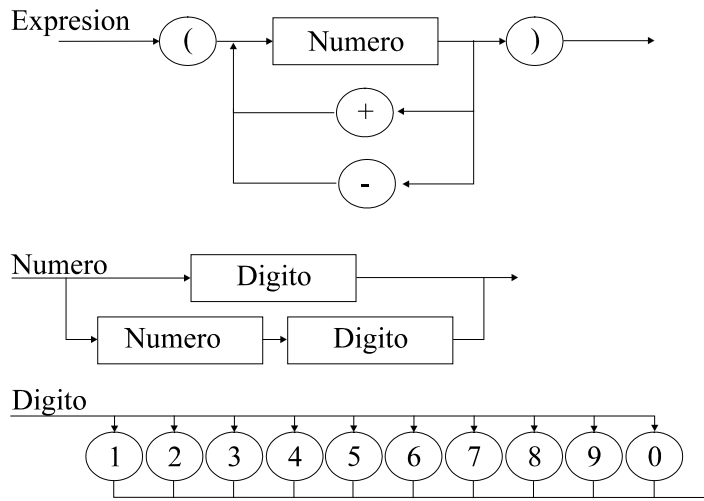 Expresion
( Numero )
+
-
Numero
Digito
Numero Digito
Digito
1 2 3 4 5 6 7 8 9 0